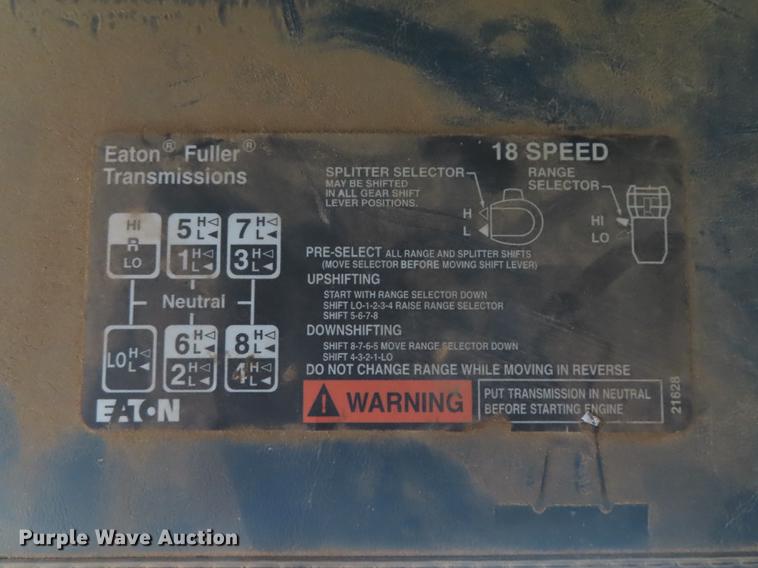 Eaton® Fuller®
Transmissions
18 SPEED
SPLITTER SELECTOR
MAY BE SHIFTED
IN ALL GEAR SHIFT
LEVER POSITIONS.
H
L
RANGE
SELECTOR
HI
LO
HI
R
LO
5 H L
1 H L
7 H L
3 H L
Neutral
LO H L
6 H L
2 H L
8 H L
4 H L
EATON
PRE-SELECT ALL RANGE AND SPLITTER SHIFTS
(MOVE SELECTOR BEFORE MOVING SHIFT LEVER)
UPSHIFTING
START WITH RANGE SELECTOR DOWN
SHIFT LO-1-2-3-4 RAISE RANGE SELECTOR
SHIFT 5-6-7-8
DOWNSHIFTING
SHIFT 8-7-6-5 MOVE RANGE SELECTOR DOWN
SHIFT 4-3-2-1-LO
DO NOT CHANGE RANGE WHILE MOVING IN REVERSE
WARNING
PUT TRANSMISSION IN NEUTRAL
BEFORE STARTING ENGINE
21628
Purple Wave Auction